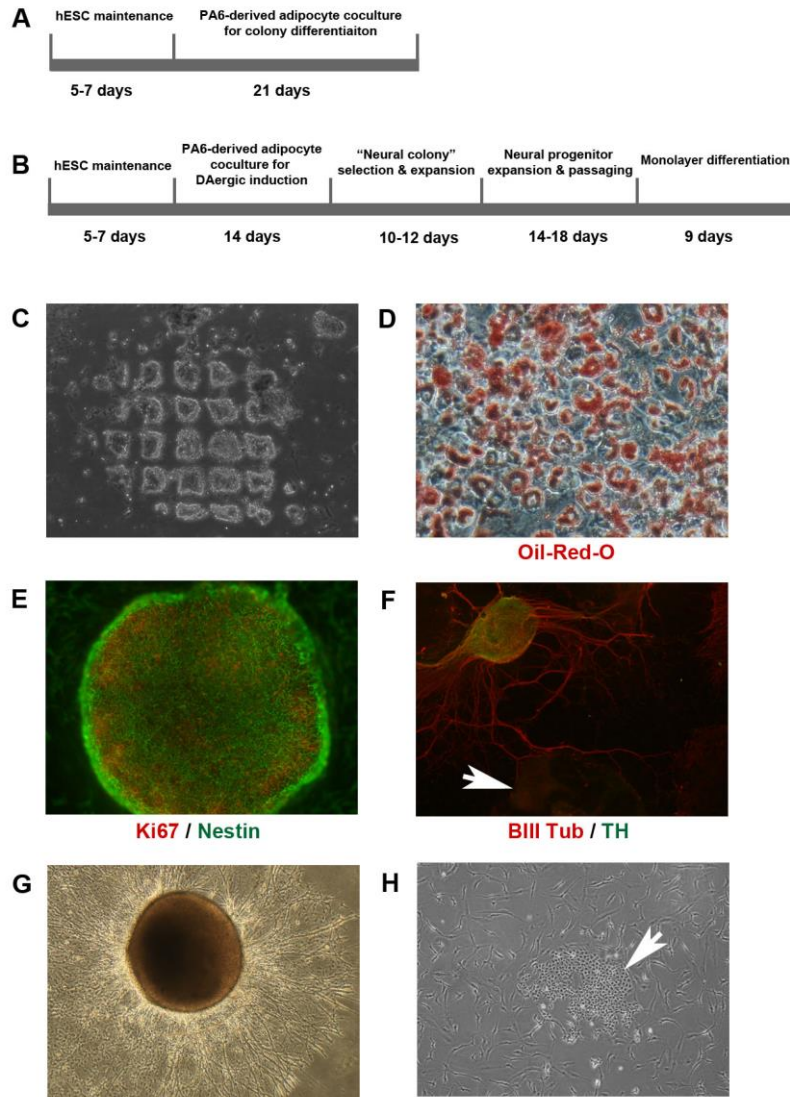 A
hESC maintenance
PA6-derived adipocyte coculture
for colony differentiaiton
5-7 days
21 days
B
hESC maintenance
PA6-derived adipocyte
coculture for
DAergic induction
“Neural colony”
selection & expansion
Neural progenitor
expansion & passaging
Monolayer differentiation
5-7 days
14 days
10-12 days
14-18 days
9 days
C
D
Oil-Red-O
E
F
Ki67 / Nestin
BIII Tub / TH
G
H